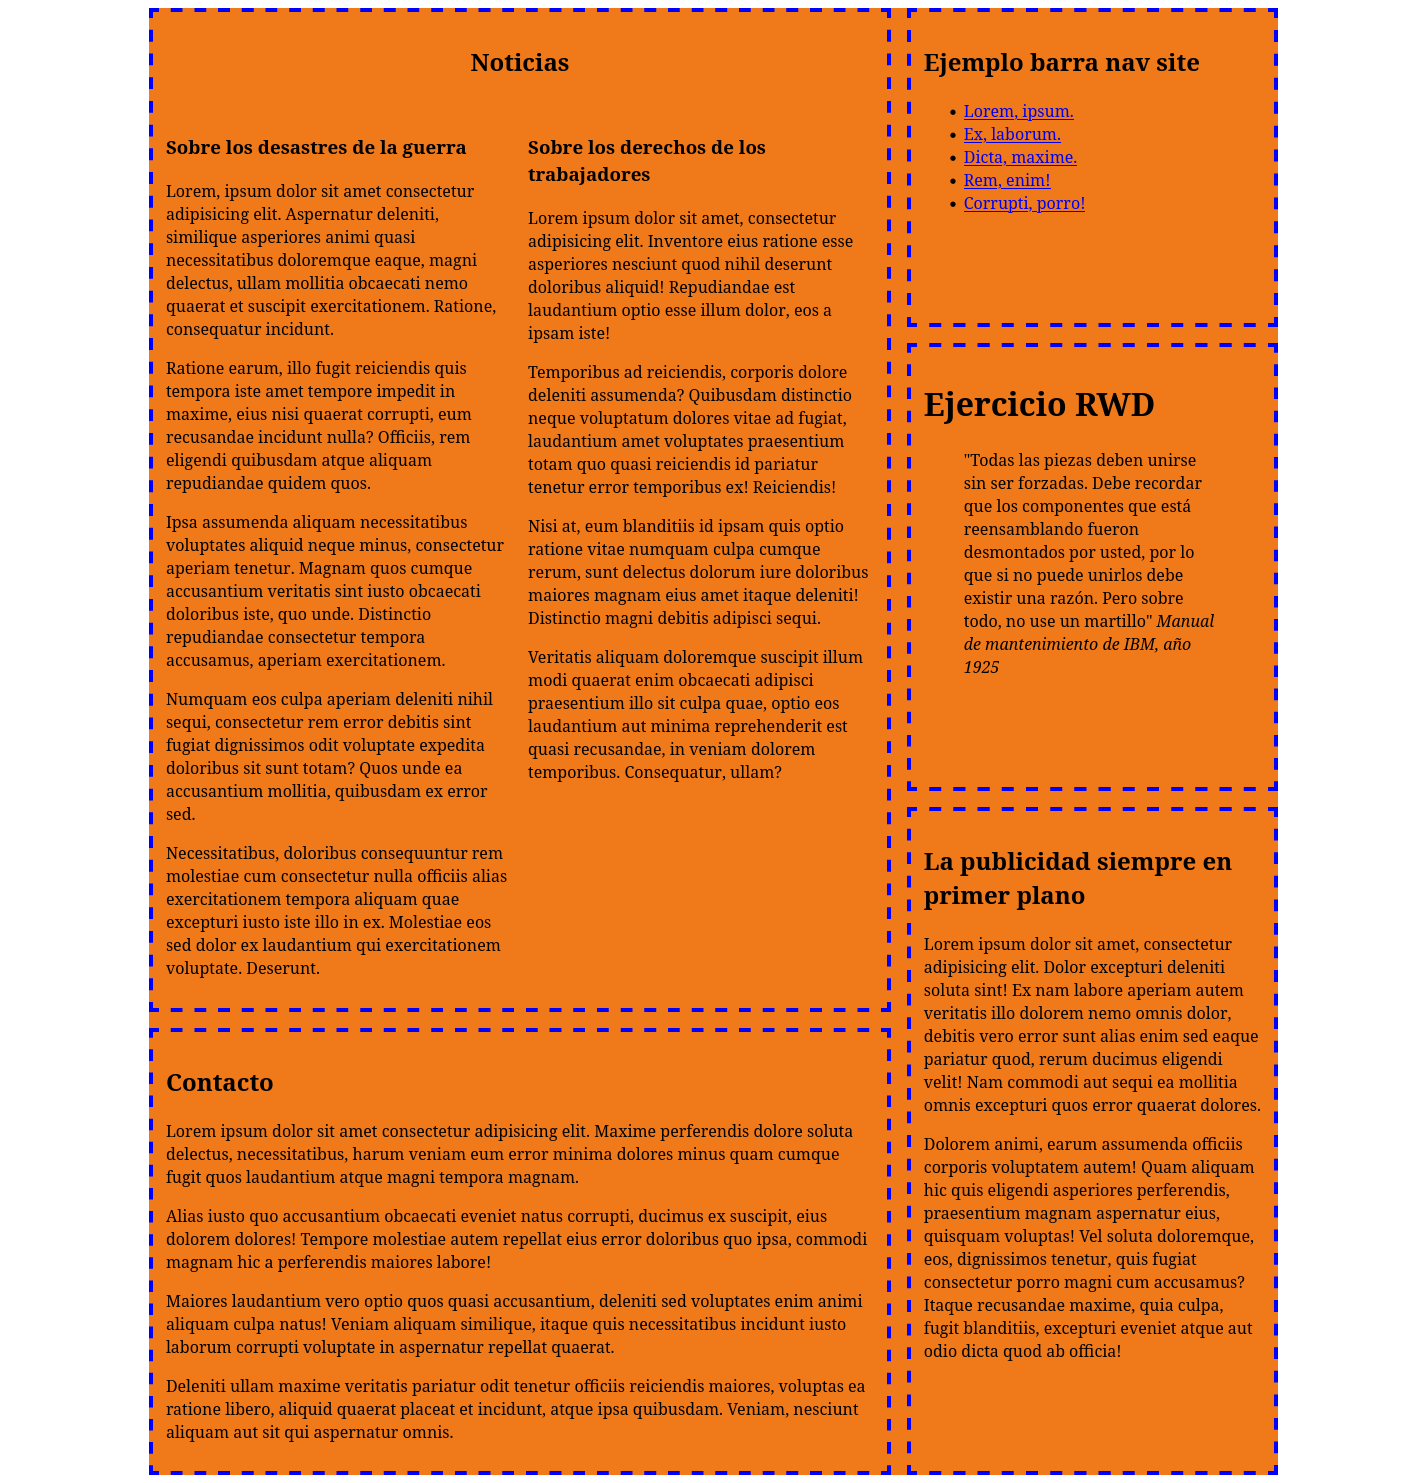 Noticias
Sobre los desastres de la guerra
Lorem, ipsum dolor sit amet consectetur
adipisicing elit. Aspernatur deleniti,
similique asperiores animi quasi
necessitatibus doloremque eaque, magni
delectus, ullam mollitia obcaecati nemo
quaerat et suscipit exercitationem. Ratione,
consequatur incidunt.
Ratione earum, illo fugit reiciendis quis
tempora iste amet tempore impedit in
maxime, eius nisi quaerat corrupti, eum
recusandae incidunt nulla? Officiis, rem
eligendi quibusdam atque aliquam
repudiandae quidem quos.
Ipsa assumenda aliquam necessitatibus
voluptates aliquid neque minus, consectetur
aperiam tenetur. Magnam quos cumque
accusantium veritatis sint iusto obcaecati
doloribus iste, quo unde. Distinctio
repudiandae consectetur tempora
accusamus, aperiam exercitationem.
Numquam eos culpa aperiam deleniti nihil
sequi, consectetur rem error debitis sint
fugiat dignissimos odit voluptate expedita
doloribus sit sunt totam? Quos unde ea
accusantium mollitia, quibusdam ex error
sed.
Necessitatibus, doloribus consequuntur rem
molestiae cum consectetur nulla officiis alias
exercitationem tempora aliquam quae
excepturi iusto iste illo in ex. Molestiae eos
sed dolor ex laudantium qui exercitationem
voluptate. Deserunt.
Sobre los derechos de los
trabajadores
Lorem ipsum dolor sit amet, consectetur
adipisicing elit. Inventore eius ratione esse
asperiores nesciunt quod nihil deserunt
doloribus aliquid! Repudiandae est
laudantium optio esse illum dolor, eos a
ipsam iste!
Temporibus ad reiciendis, corporis dolore
deleniti assumenda? Quibusdam distinctio
neque voluptatum dolores vitae ad fugiat,
laudantium amet voluptates praesentium
totam quo quasi reiciendis id pariatur
tenetur error temporibus ex! Reiciendis!
Nisi at, eum blanditiis id ipsam quis optio
ratione vitae numquam culpa cumque
rerum, sunt delectus dolorum iure doloribus
maiores magnam eius amet itaque deleniti!
Distinctio magni debitis adipisci sequi.
Veritatis aliquam doloremque suscipit illum
modi quaerat enim obcaecati adipisci
praesentium illo sit culpa quae, optio eos
laudantium aut minima reprehenderit est
quasi recusandae, in veniam dolorem
temporibus. Consequatur, ullam?
Contacto
Lorem ipsum dolor sit amet consectetur adipisicing elit. Maxime perferendis dolore soluta
delectus, necessitatibus, harum veniam eum error minima dolores minus quam cumque
fugit quos laudantium atque magni tempora magnam.
Alias iusto quo accusantium obcaecati eveniet natus corrupti, ducimus ex suscipit, eius
dolorem dolores! Tempore molestiae autem repellat eius error doloribus quo ipsa, commodi
magnam hic a perferendis maiores labore!
Maiores laudantium vero optio quos quasi accusantium, deleniti sed voluptates enim animi
aliquam culpa natus! Veniam aliquam similique, itaque quis necessitatibus incidunt iusto
laborum corrupti voluptate in aspernatur repellat quaerat.
Deleniti ullam maxime veritatis pariatur odit tenetur officiis reiciendis maiores, voluptas ea
ratione libero, aliquid quaerat placeat et incidunt, atque ipsa quibusdam. Veniam, nesciunt
aliquam aut sit qui aspernatur omnis.
Ejemplo barra nav site
• Lorem, ipsum.
• Ex, laborum.
• Dicta, maxime.
• Rem, enim!
• Corrupti, porro!
Ejercicio RWD
"Todas las piezas deben unirse
sin ser forzadas. Debe recordar
que los componentes que está
reensamblando fueron
desmontados por usted, por lo
que si no puede unirlos debe
existir una razón. Pero sobre
todo, no use un martillo" Manual
de mantenimiento de IBM, año
1925
La publicidad siempre en
primer plano
Lorem ipsum dolor sit amet, consectetur
adipisicing elit. Dolor excepturi deleniti
soluta sint! Ex nam labore aperiam autem
veritatis illo dolorem nemo omnis dolor,
debitis vero error sunt alias enim sed eaque
pariatur quod, rerum ducimus eligendi
velit! Nam commodi aut sequi ea mollitia
omnis excepturi quos error quaerat dolores.
Dolorem animi, earum assumenda officiis
corporis voluptatem autem! Quam aliquam
hic quis eligendi asperiores perferendis,
praesentium magnam aspernatur eius,
quisquam voluptas! Vel soluta doloremque,
eos, dignissimos tenetur, quis fugiat
consectetur porro magni cum accusamus?
Itaque recusandae maxime, quia culpa,
fugit blanditiis, excepturi eveniet atque aut
odio dicta quod ab officia!